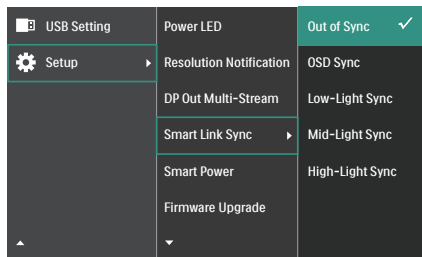 USB Setting
Setup
Power LED
Resolution Notification
DP Out Multi-Stream
Smart Link Sync
Smart Power
Firmware Upgrade
Out of Sync
OSD Sync
Low-Light Sync
Mid-Light Sync
High-Light Sync